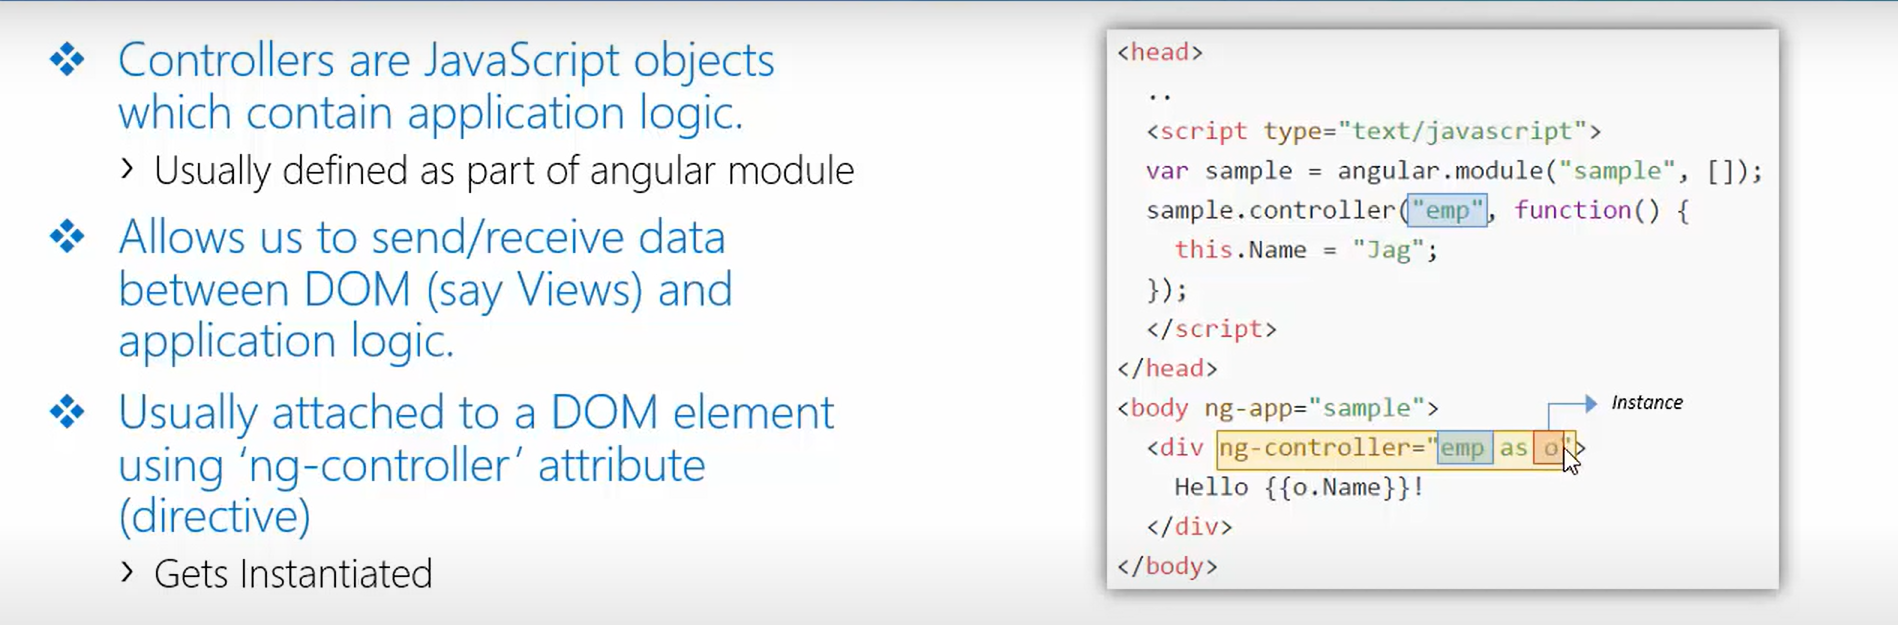 Controllers are JavaScript objects
which contain application logic.
› Usually defined as part of angular module
Allows us to send/receive data
between DOM (say Views) and
application logic.
Usually attached to a DOM element
using ‘ng-controller’ attribute
(directive)
› Gets Instantiated
<head>
..
<script type="text/javascript">
var sample = angular.module("sample", []);
sample.controller("emp", function() {
this.Name = "Jag";
});
</script>
</head>
<body ng-app="sample">
Instance
<div ng-controller="emp as o">
Hello {{o.Name}}!
</div>
</body>